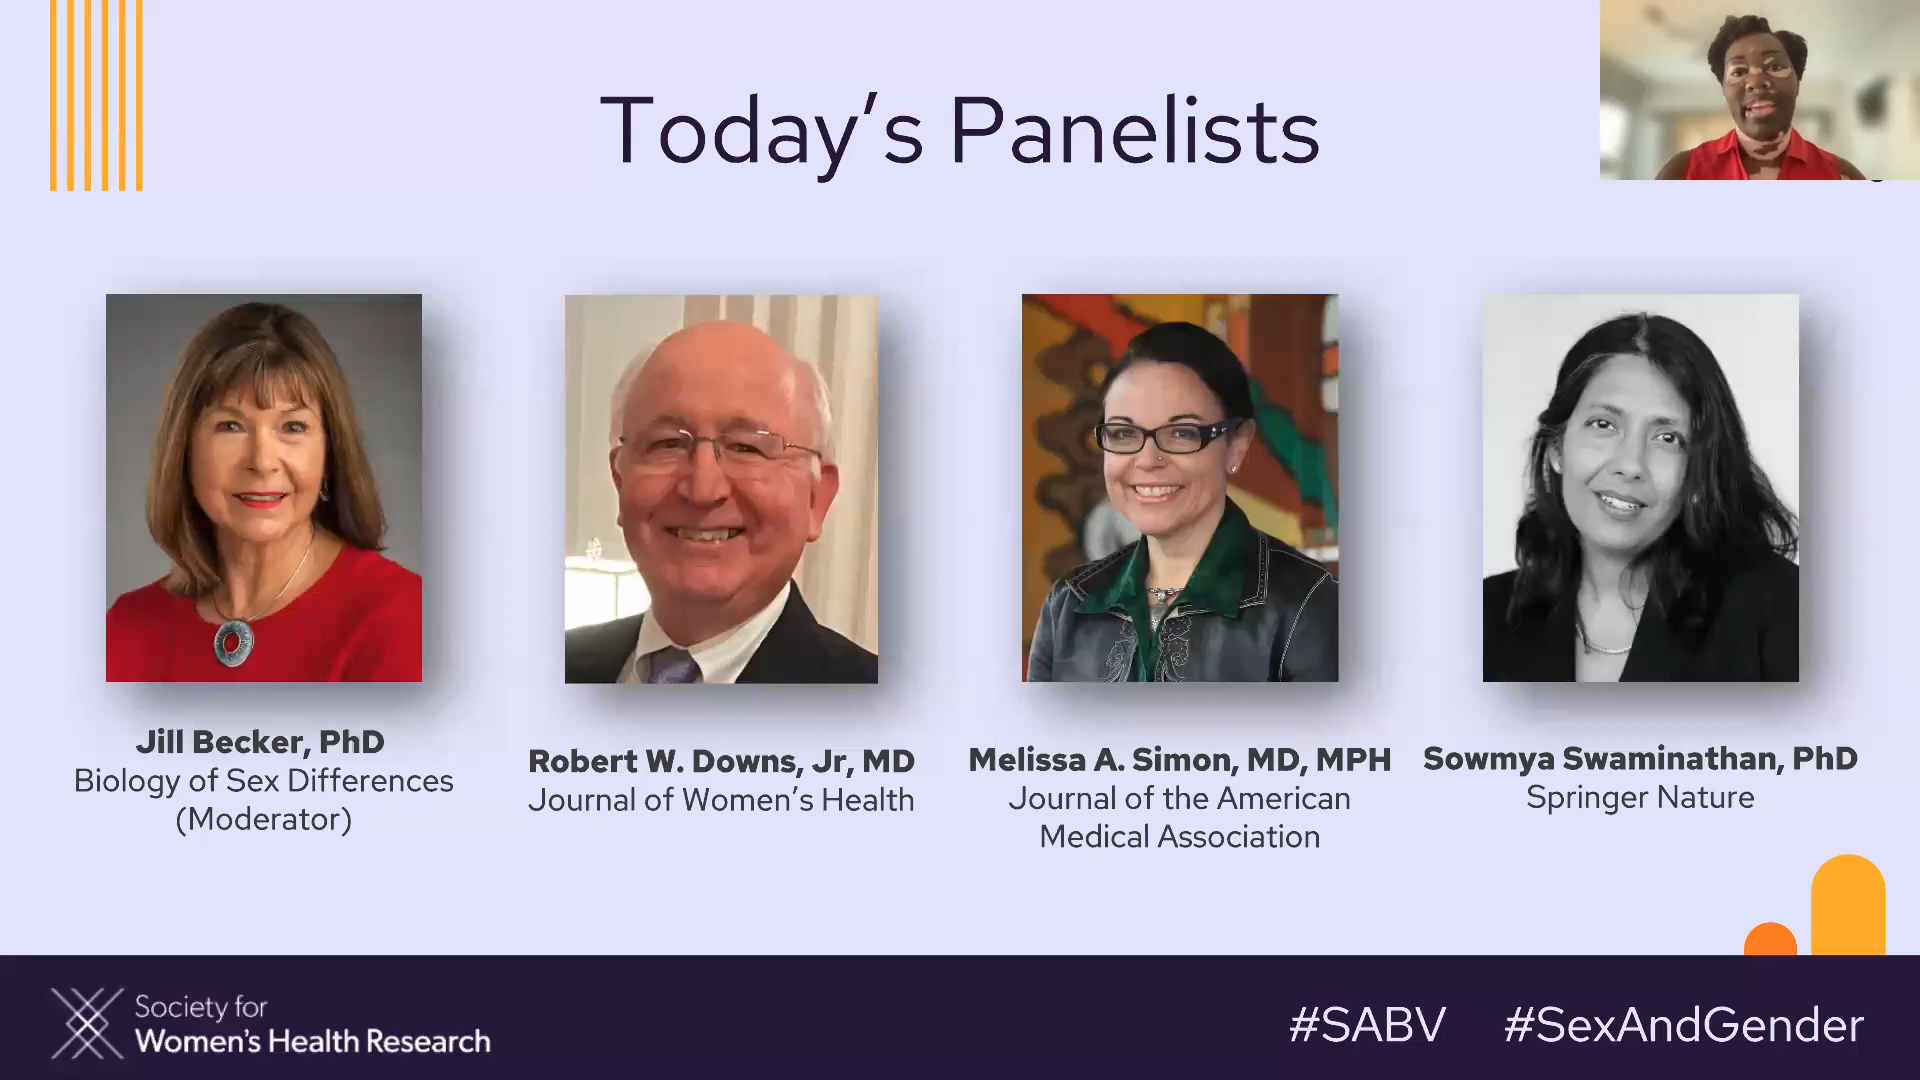 Today's Panelists
Jill Becker, PhD
Biology of Sex Differences
(Moderator)
Robert W. Downs, Jr, MD
Journal of Women's Health
Melissa A. Simon, MD, MPH
Journal of the American
Medical Association
Sowmya Swaminathan, PhD
Springer Nature
Society for
Women's Health Research
#SABV #SexAndGender